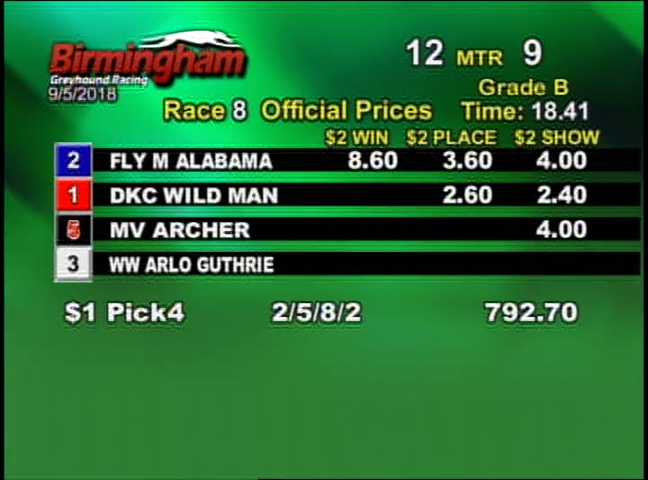 Birmingham
Greyhound Racing
9/5/2018
12 MTR 9
Grade B
Race 8 Official Prices Time: 18.41
$2 WIN $2 PLACE $2 SHOW
2 FLY M ALABAMA 8.60 3.60 4.00
1 DKC WILD MAN 2.60 2.40
5 MV ARCHER 4.00
3 WW ARLO GUTHRIE
$1 Pick4 2/5/8/2 792.70